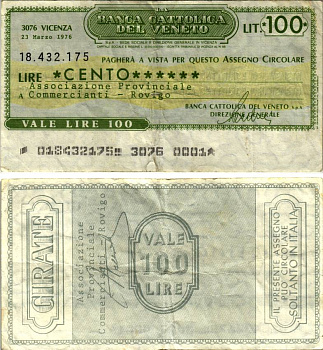 LA
BANCA CATTOLICA
DEL VENETO
3076 VICENZA
23 Marzo 1976
LIT. *100*
18.432.175
PAGHERÀ A VISTA PER QUESTO ASSEGNO CIRCOLARE
LIRE *CENTO******
Associazione Provinciale
A Commercianti - Rovigo
BANCA CATTOLICA DEL VENETO S.p.A.
DIREZIONE GENERALE
VALE LIRE 100
018432175 3076 0001
GIRATE
Associazione
Provinciale
Commercianti - Rovigo
VALE
100
LIRE
IL PRESENTE ASSEGNO
PUÒ CIRCOLARE
SOLTANTO IN ITALIA